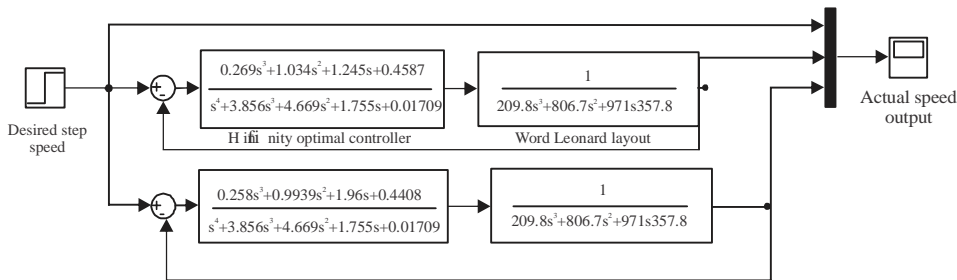 0.269s³+1.034s²+1.245s+0.4587
s⁴+3.856s³+4.669s²+1.755s+0.01709
1
209.8s³+806.7s²+971s357.8
Desired step
speed
H infi nity optimal controller
Word Leonard layout
Actual speed
output
0.258s³+0.9939s²+1.96s+0.4408
s⁴+3.856s³+4.669s²+1.755s+0.01709
1
209.8s³+806.7s²+971s357.8